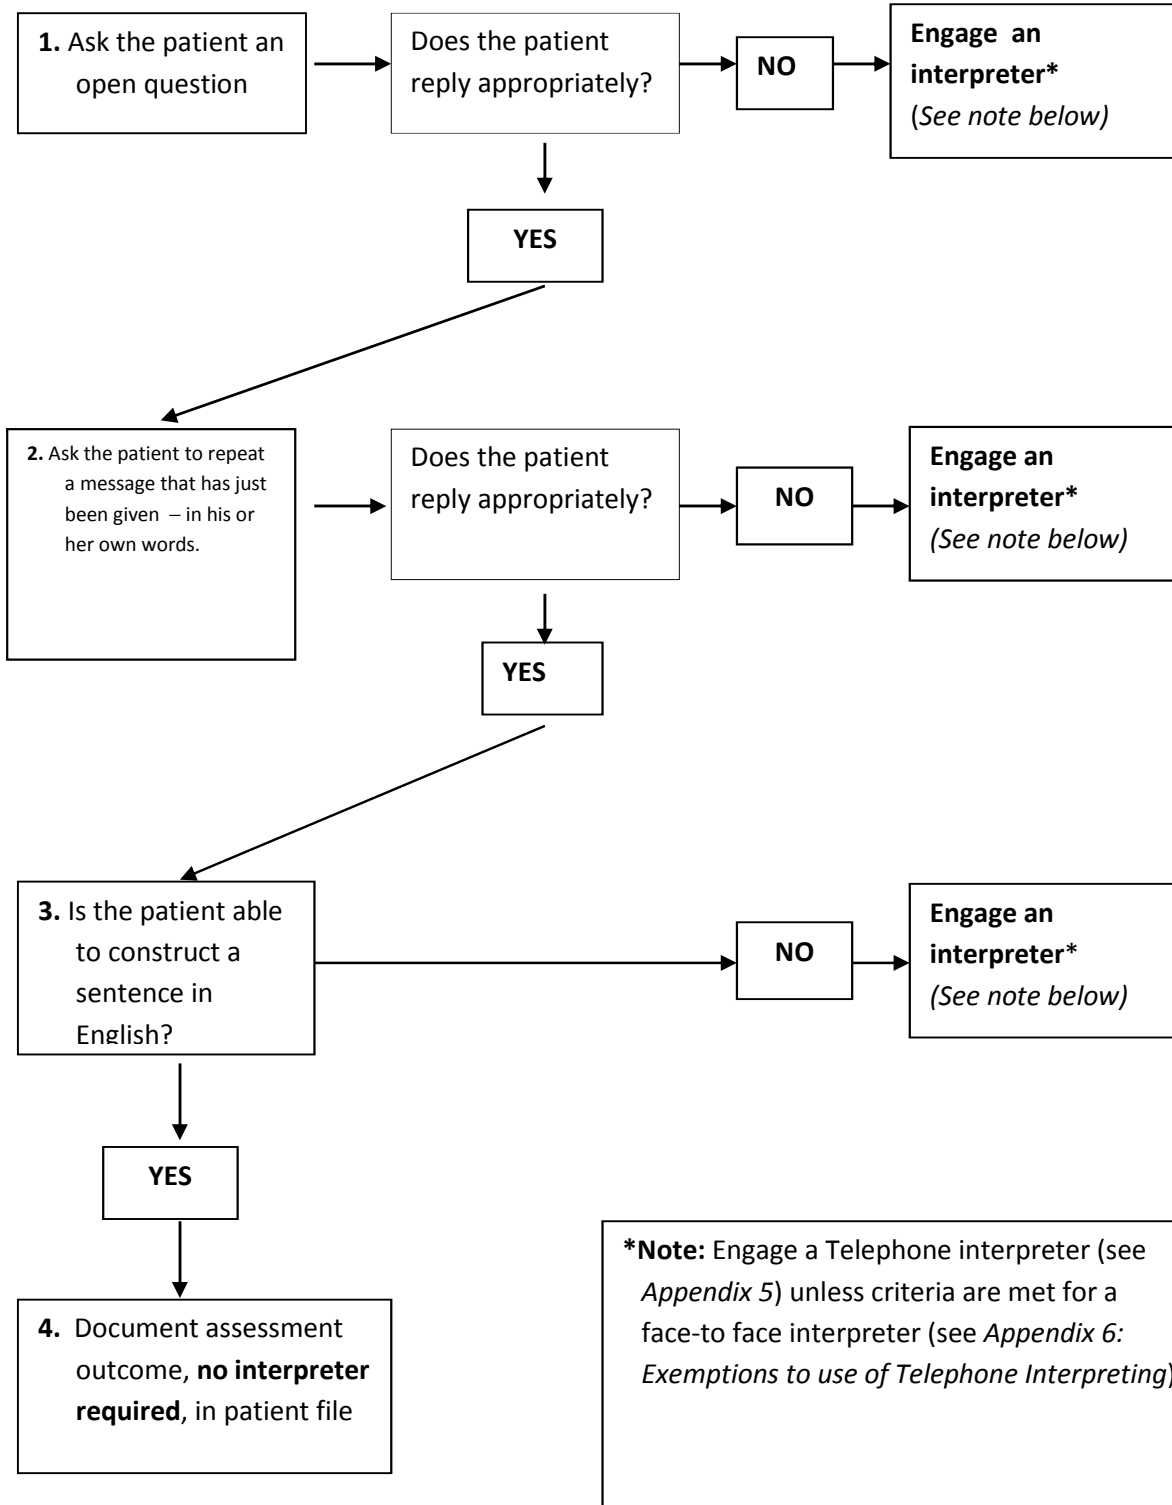 1. Ask the patient an
open question
Does the patient
reply appropriately?
NO
Engage an
interpreter*
(See note below)
YES
2. Ask the patient to repeat
a message that has just
been given – in his or
her own words.
Does the patient
reply appropriately?
NO
Engage an
interpreter*
(See note below)
YES
3. Is the patient able
to construct a
sentence in
English?
NO
Engage an
interpreter*
(See note below)
YES
4. Document assessment
outcome, no interpreter
required, in patient file
*Note: Engage a Telephone interpreter (see
Appendix 5) unless criteria are met for a
face-to face interpreter (see Appendix 6:
Exemptions to use of Telephone Interpreting)